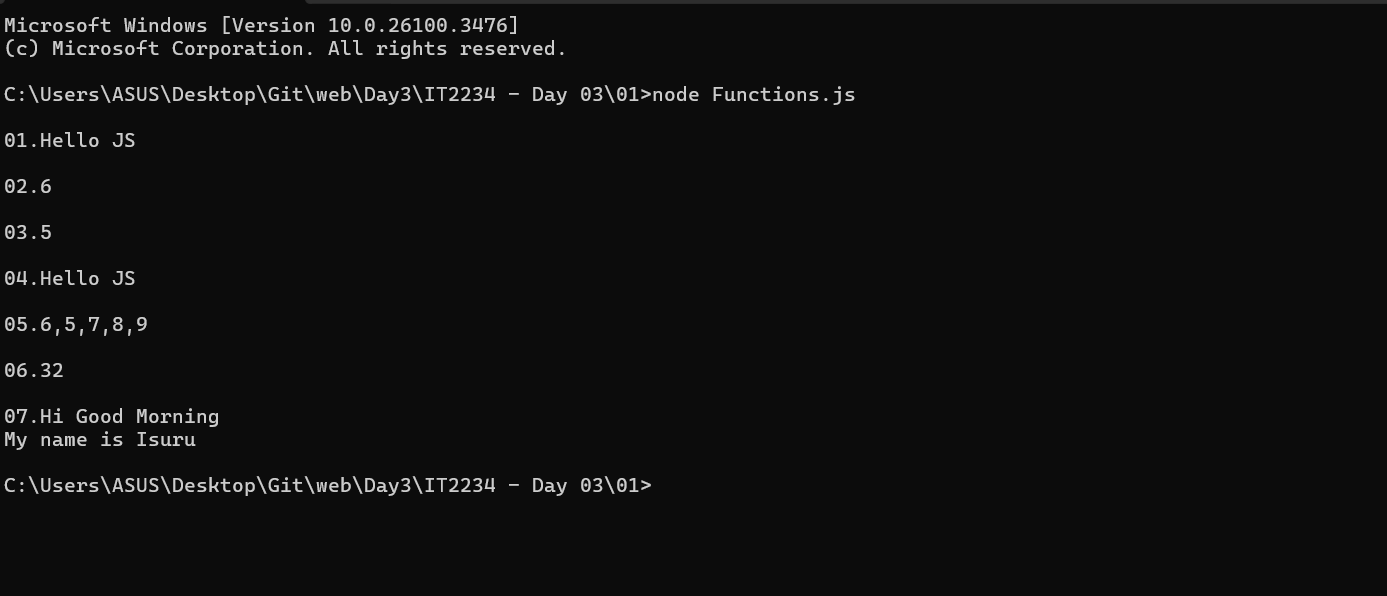 Microsoft Windows [Version 10.0.26100.3476]
(c) Microsoft Corporation. All rights reserved.
C:\Users\ASUS\Desktop\Git\web\Day3\IT2234 - Day 03\01>node Functions.js
01.Hello JS
02.6
03.5
04.Hello JS
05.6,5,7,8,9
06.32
07.Hi Good Morning
My name is Isuru
C:\Users\ASUS\Desktop\Git\web\Day3\IT2234 - Day 03\01>